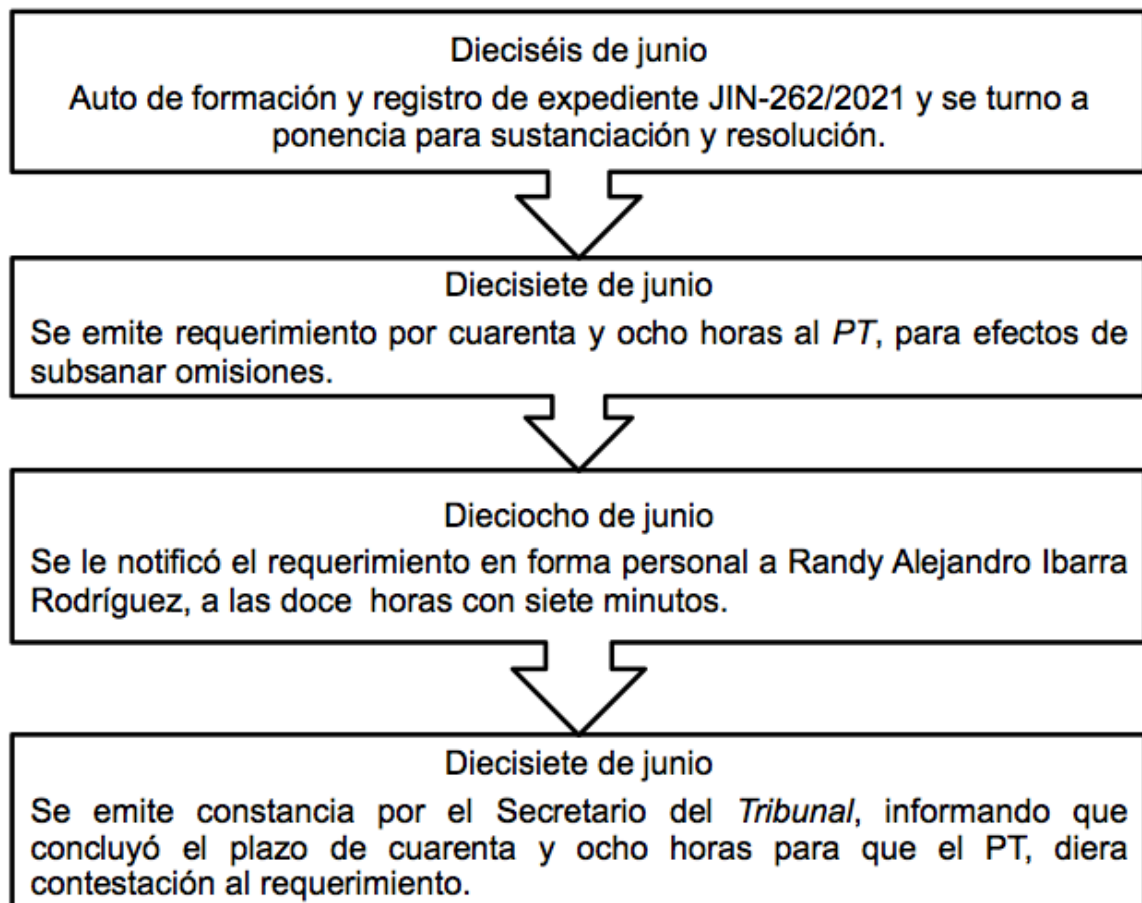 Dieciséis de junio
Auto de formación y registro de expediente JIN-262/2021 y se turno a
ponencia para sustanciación y resolución.
Diecisiete de junio
Se emite requerimiento por cuarenta y ocho horas al PT, para efectos de
subsanar omisiones.
Dieciocho de junio
Se le notificó el requerimiento en forma personal a Randy Alejandro Ibarra
Rodríguez, a las doce  horas con siete minutos.
Diecisiete de junio
Se emite constancia por el Secretario del Tribunal, informando que
concluyó el plazo de cuarenta y ocho horas para que el PT, diera
contestación al requerimiento.